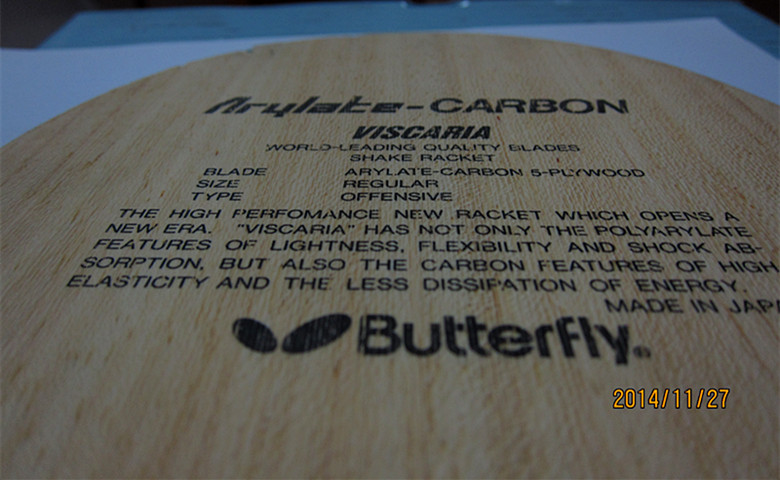 Arylate-CARBON
VISCARIA
WORLD-LEADING QUALITY BLADES
SHAKE RACKET
BLADE ARYLATE-CARBON 5-PLYWOOD
SIZE REGULAR
TYPE OFFENSIVE
THE HIGH PERFOMANCE NEW RACKET WHICH OPENS A
NEW ERA. "VISCARIA" HAS NOT ONLY THE POLYARYLATE
FEATURES OF LIGHTNESS, FLEXIBILITY AND SHOCK AB-
SORPTION, BUT ALSO THE CARBON FEATURES OF HIGH
ELASTICITY AND THE LESS DISSIPATION OF ENERGY.
MADE IN JAPA
Butterfly®
2014/11/27